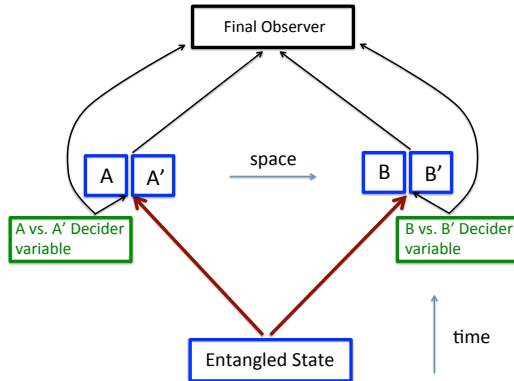 Final Observer
A
A’
space
B
B’
A vs. A’ Decider
variable
B vs. B’ Decider
variable
time
Entangled State